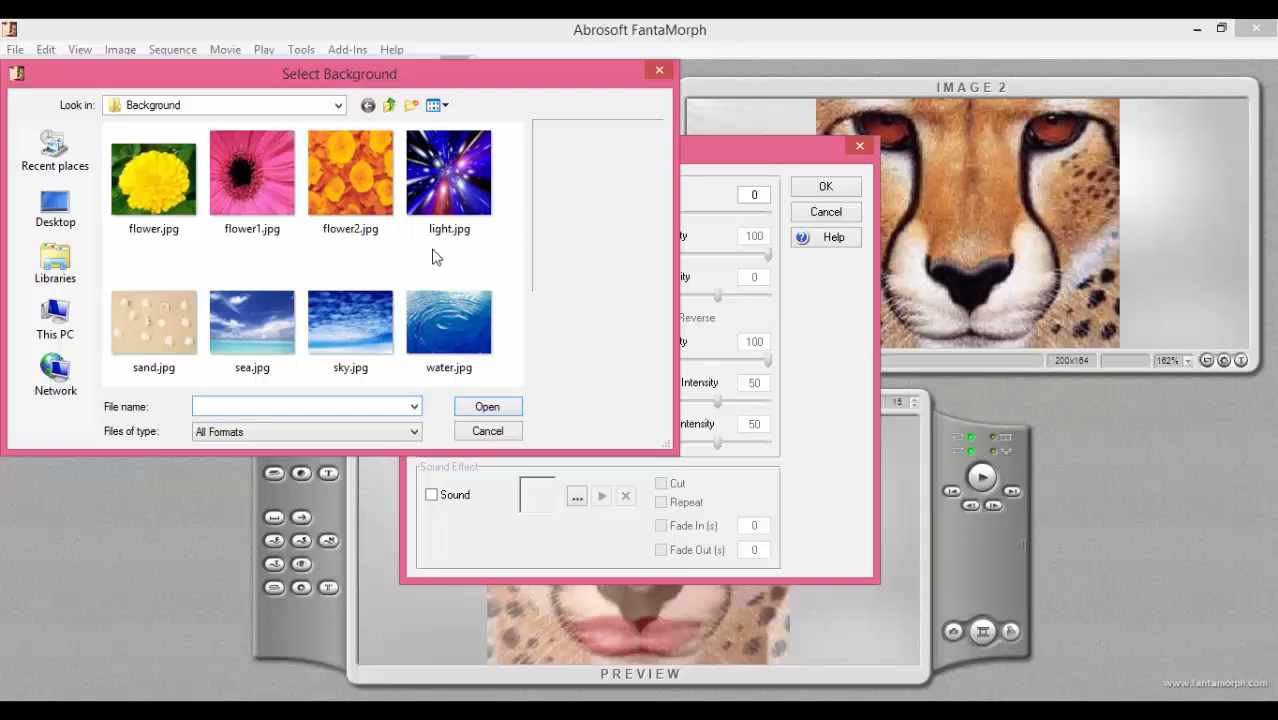 Abrosoft FantaMorph
File Edit View Image Sequence Movie Play Tools Add-Ins Help
Select Background
IMAGE 2
Look in: Background
Recent places
Desktop
Libraries
This PC
Network
flower.jpg flower1.jpg flower2.jpg light.jpg
sand.jpg sea.jpg sky.jpg water.jpg
File name: Open
Files of type: All Formats Cancel
0 OK
Cancel
100 Help
0
Reverse
100
Intensity 50
50
200x164 162%
15
Sound Effect
Sound ...
Cut
Repeat
Fade In (s) 0
Fade Out (s) 0
PREVIEW
www.fantamorph.com